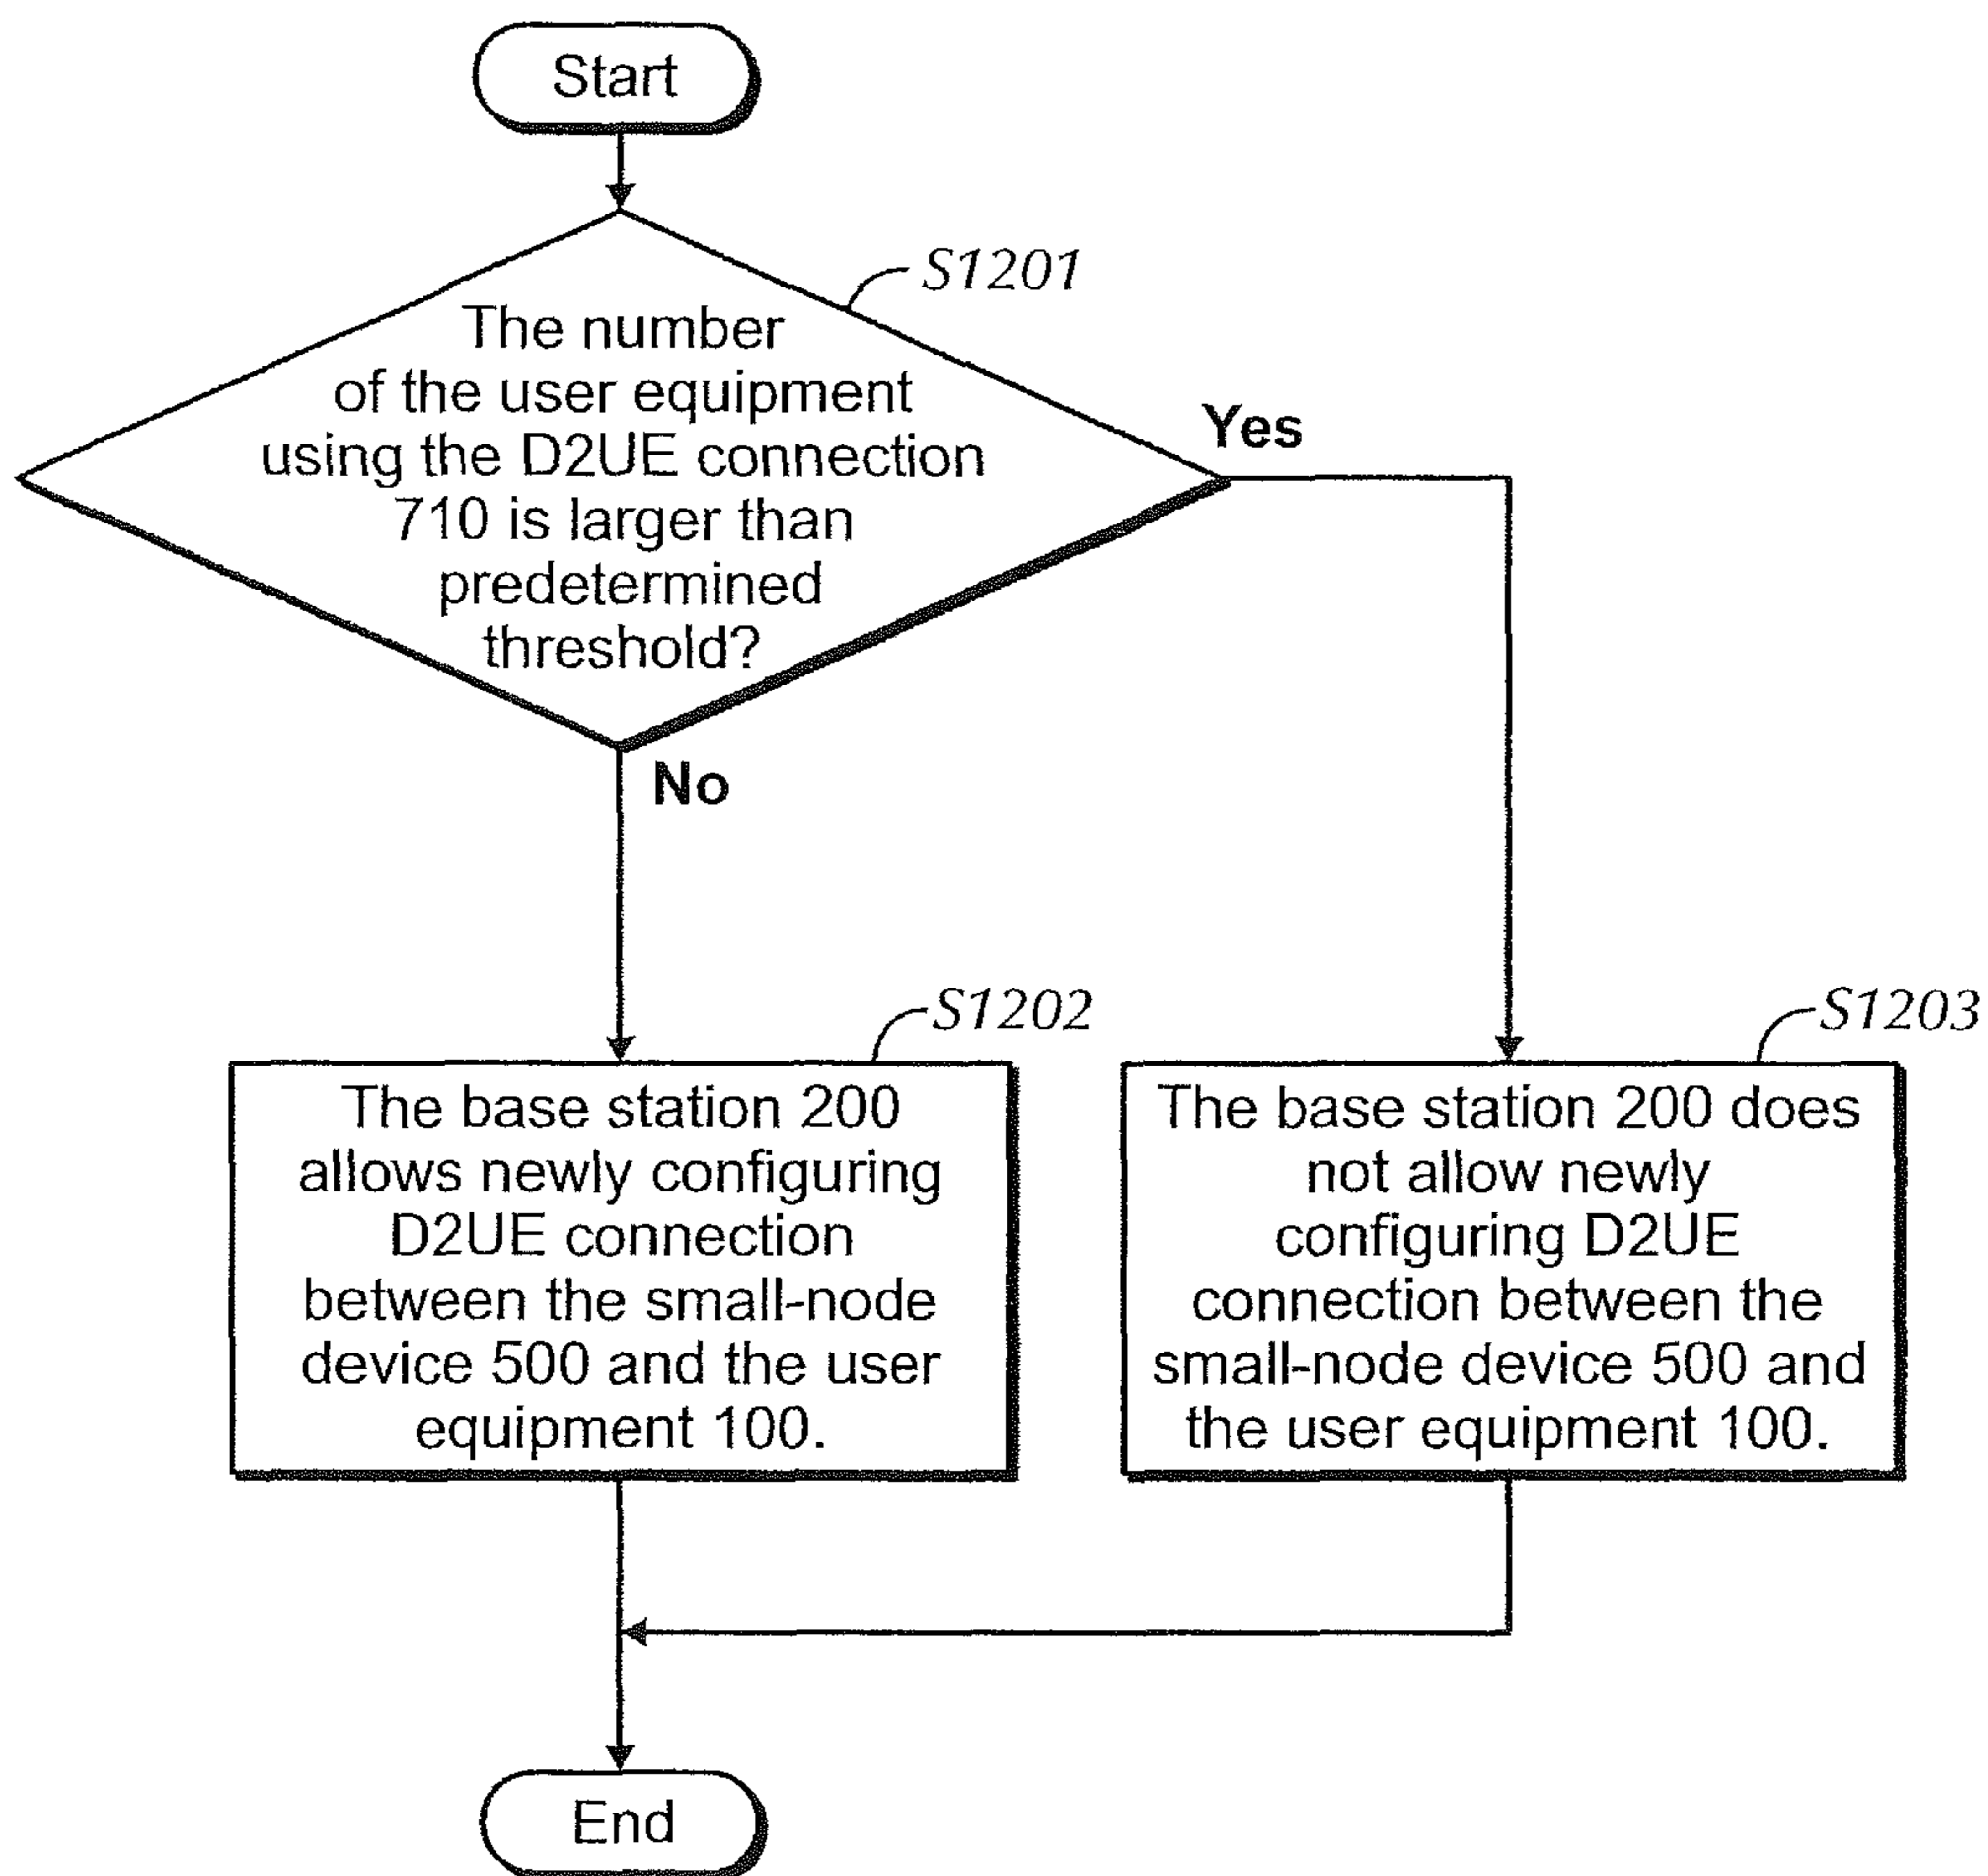 Start
S1201
The number
of the user equipment
using the D2UE connection
710 is larger than
predetermined
threshold?
Yes
No
S1202
The base station 200
allows newly configuring
D2UE connection
between the small-node
device 500 and the user
equipment 100.
S1203
The base station 200 does
not allow newly
configuring D2UE
connection between the
small-node device 500 and
the user equipment 100.
End